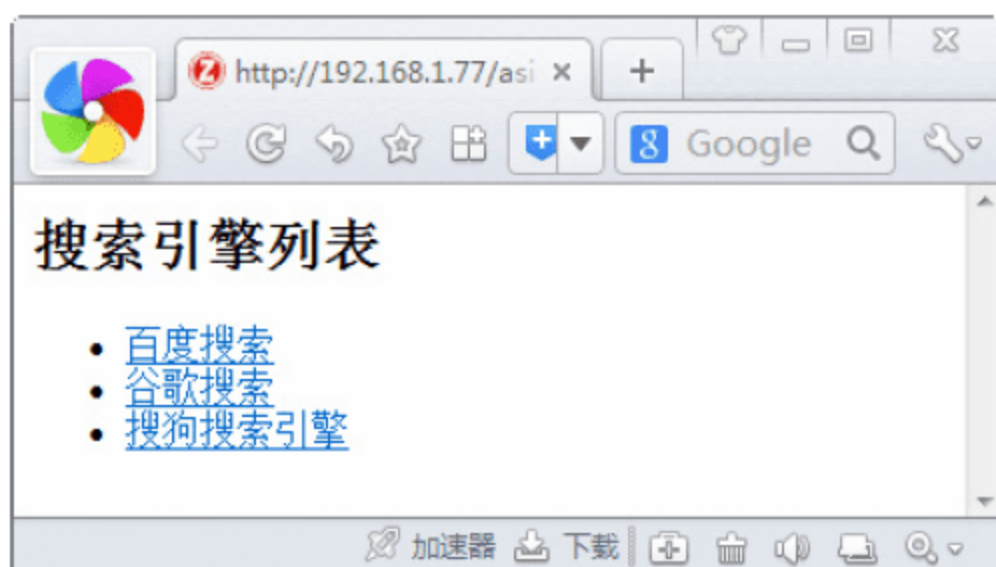 http://192.168.1.77/asi
Google
搜索引擎列表
百度搜索
谷歌搜索
搜狗搜索引擎
加速器 下载